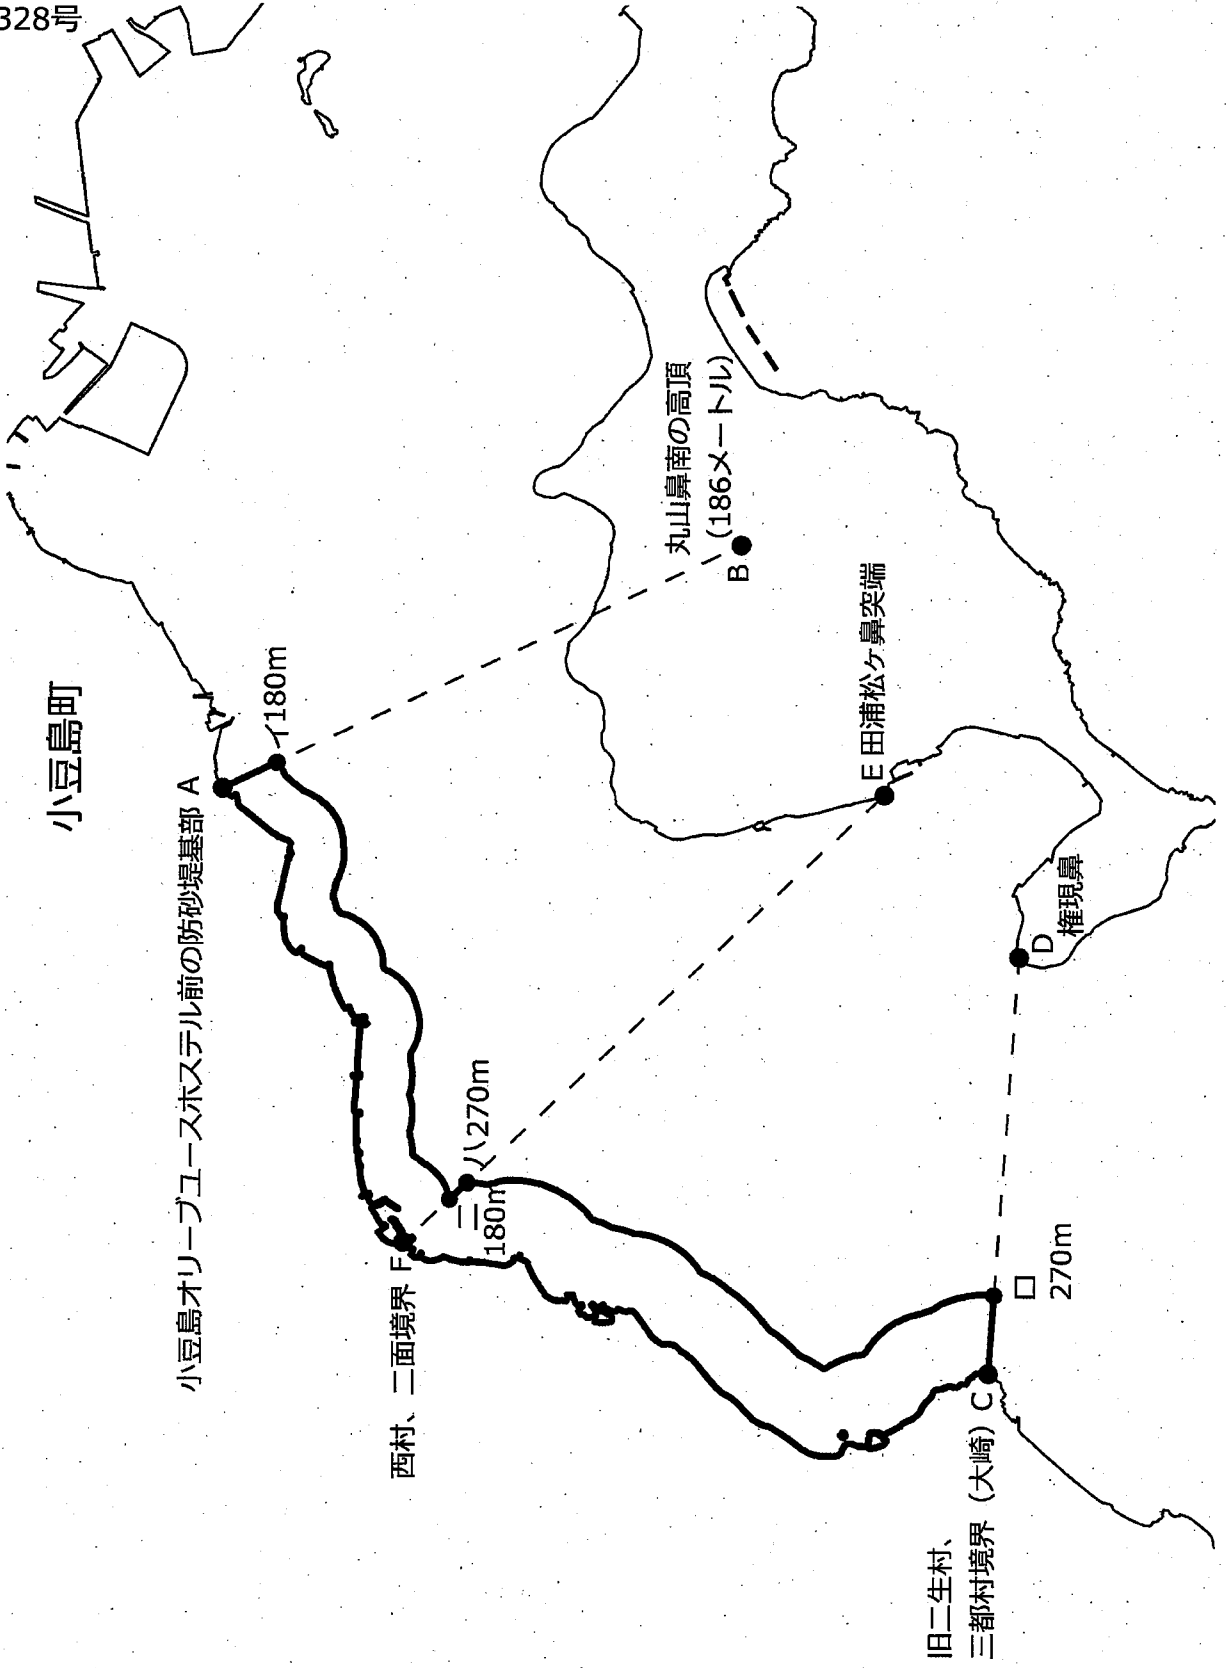 328号
小豆島町
小豆島オリーブユースホステル前の防砂堤基部 A
イ180m
丸山鼻南の高頂
(186メートル)
B
E 田浦松ヶ鼻突端
D
権現鼻
ハ270m
ニ
180m
西村、二面境界 F
ロ
270m
旧二生村、
三都村境界(大崎) C